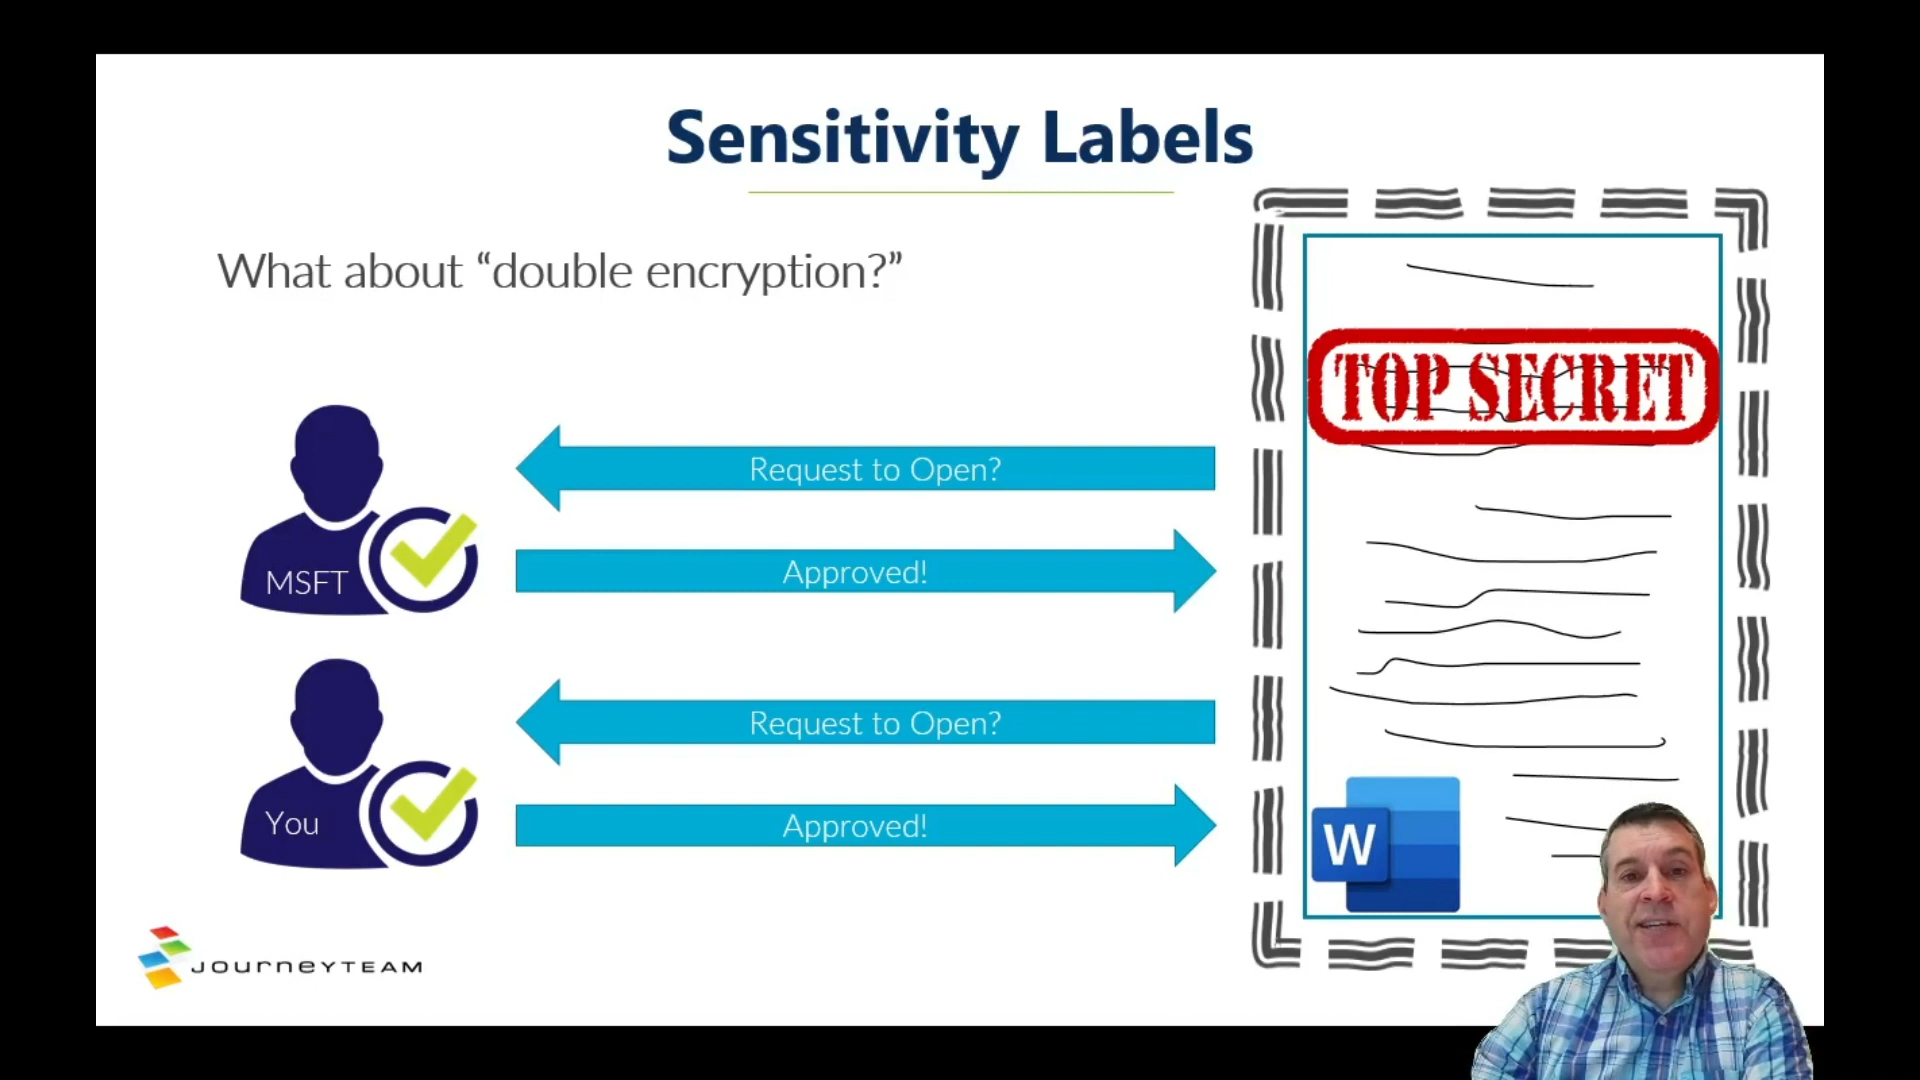 Sensitivity Labels
What about “double encryption?”
TOP SECRET
Request to Open?
Approved!
MSFT
Request to Open?
Approved!
You
W
JOURNEYTEAM